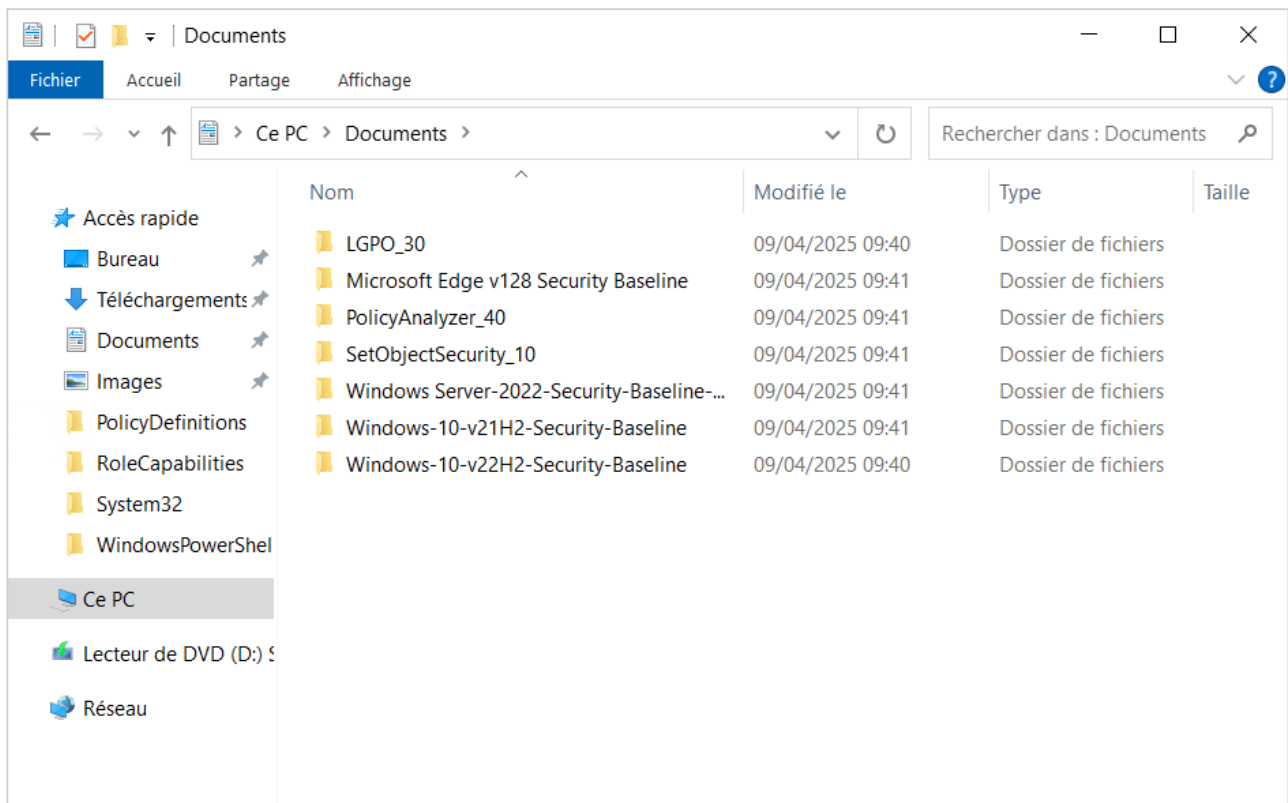 Documents
Fichier Accueil Partage Affichage ?
Ce PC > Documents > Rechercher dans : Documents
Nom Modifié le Type Taille
Accès rapide
Bureau
Téléchargements
Documents
Images
PolicyDefinitions
RoleCapabilities
System32
WindowsPowerShel
Ce PC
Lecteur de DVD (D:) S
Réseau
LGPO_30 09/04/2025 09:40 Dossier de fichiers
Microsoft Edge v128 Security Baseline 09/04/2025 09:41 Dossier de fichiers
PolicyAnalyzer_40 09/04/2025 09:41 Dossier de fichiers
SetObjectSecurity_10 09/04/2025 09:41 Dossier de fichiers
Windows Server-2022-Security-Baseline-... 09/04/2025 09:41 Dossier de fichiers
Windows-10-v21H2-Security-Baseline 09/04/2025 09:41 Dossier de fichiers
Windows-10-v22H2-Security-Baseline 09/04/2025 09:40 Dossier de fichiers